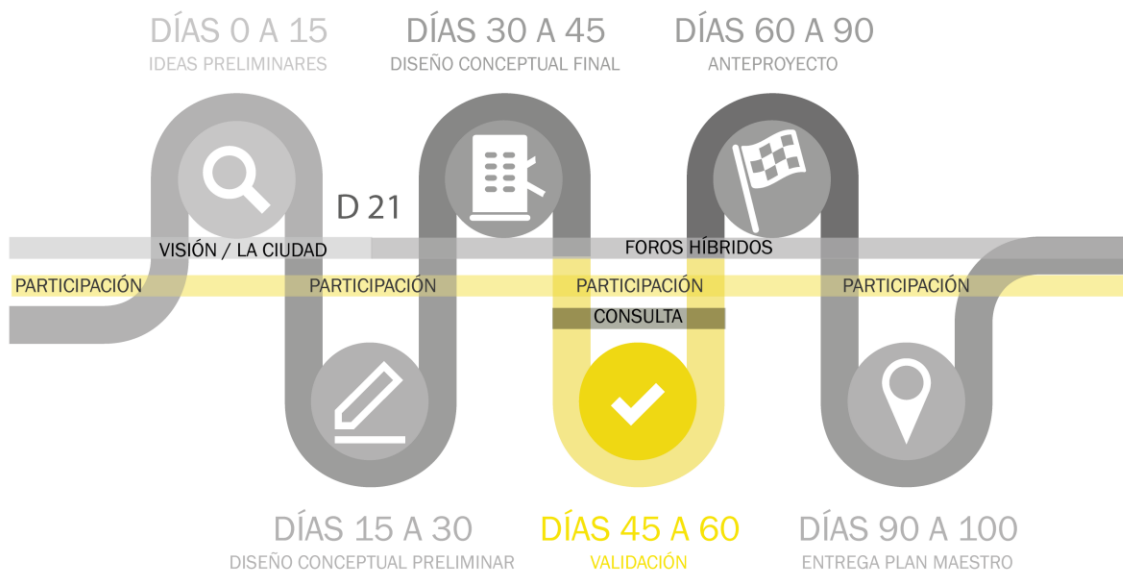 DÍAS 0 A 15
IDEAS PRELIMINARES
DÍAS 30 A 45
DISEÑO CONCEPTUAL FINAL
DÍAS 60 A 90
ANTEPROYECTO
D 21
VISIÓN / LA CIUDAD
FOROS HÍBRIDOS
PARTICIPACIÓN
PARTICIPACIÓN
PARTICIPACIÓN
PARTICIPACIÓN
CONSULTA
DÍAS 15 A 30
DISEÑO CONCEPTUAL PRELIMINAR
DÍAS 45 A 60
VALIDACIÓN
DÍAS 90 A 100
ENTREGA PLAN MAESTRO